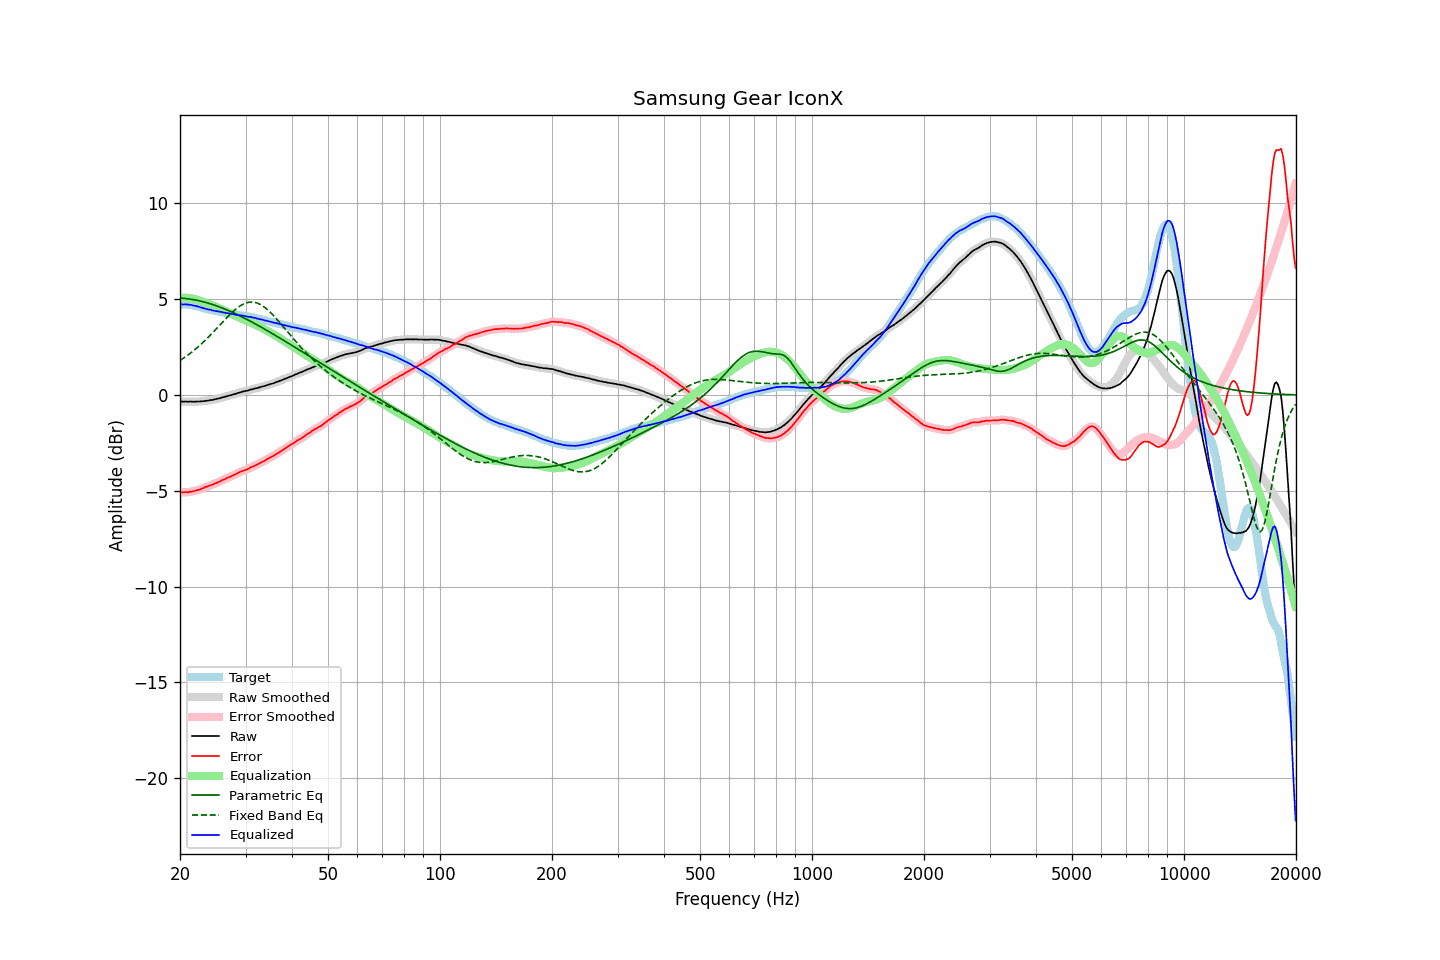 Samsung Gear IconX
Amplitude (dBr)
10
5
0
−5
−10
−15
−20
Target
Raw Smoothed
Error Smoothed
Raw
Error
Equalization
Parametric Eq
Fixed Band Eq
Equalized
20 50 100 200 500 1000 2000 5000 10000 20000
Frequency (Hz)